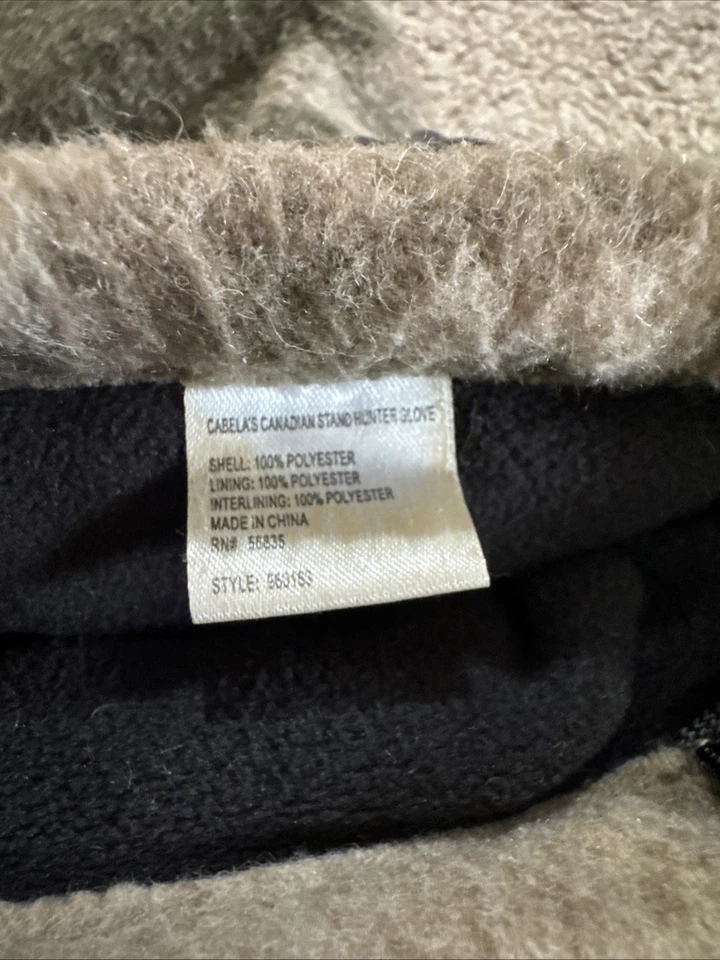 CABELA'S CANADIAN STAND HUNTER GLOVE
SHELL: 100% POLYESTER
LINING: 100% POLYESTER
INTERLINING: 100% POLYESTER
MADE IN CHINA
RN# 56835
STYLE: